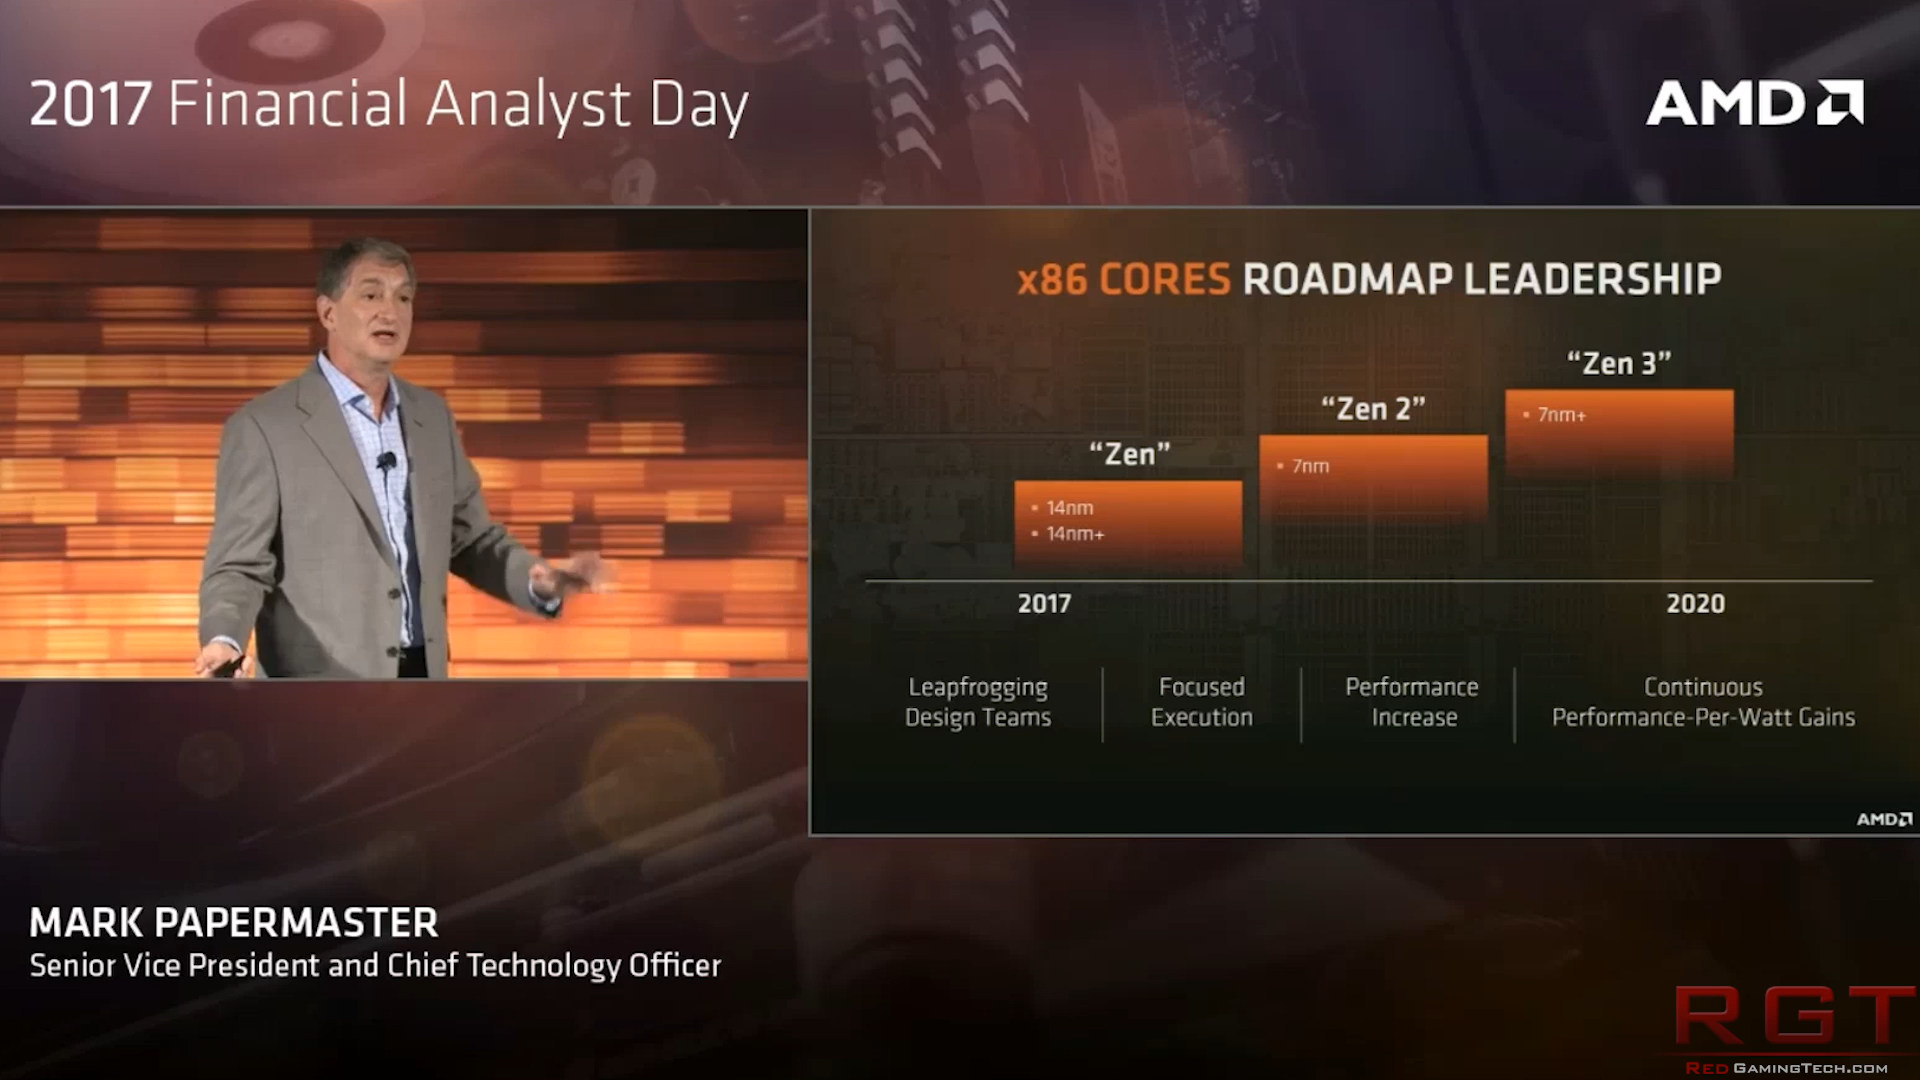 2017 Financial Analyst Day
AMD
x86 CORES ROADMAP LEADERSHIP
“Zen”
• 14nm
• 14nm+
“Zen 2”
• 7nm
“Zen 3”
• 7nm+
2017
2020
Leapfrogging
Design Teams
Focused
Execution
Performance
Increase
Continuous
Performance-Per-Watt Gains
AMD
MARK PAPERMASTER
Senior Vice President and Chief Technology Officer
RGT
REDGAMINGTECH.COM